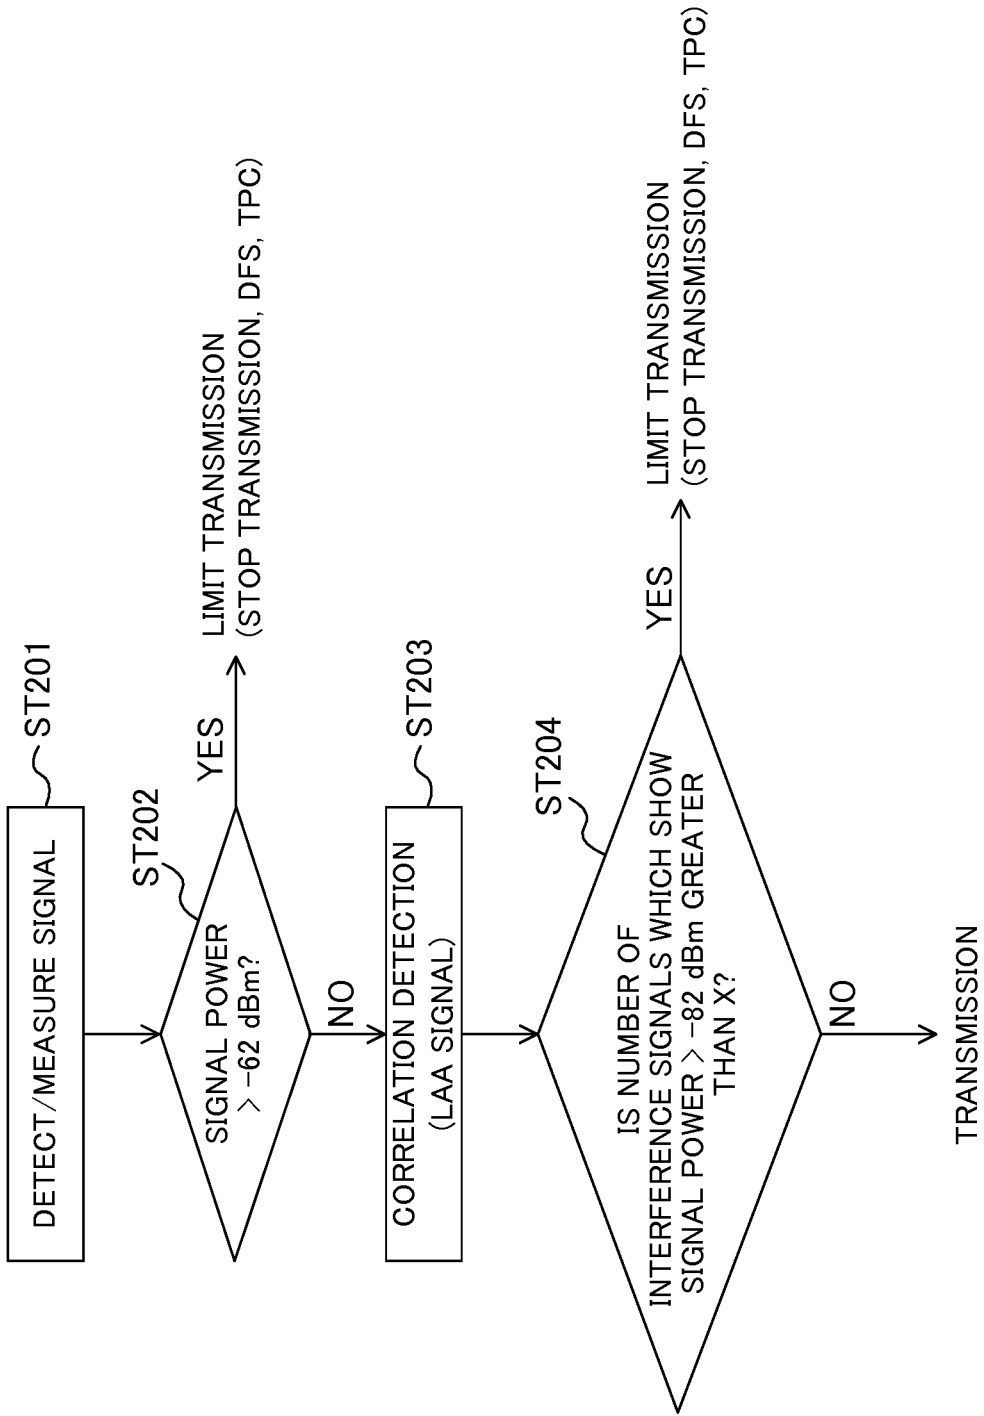 DETECT/MEASURE SIGNAL
ST201
SIGNAL POWER
> -62 dBm?
ST202
YES
LIMIT TRANSMISSION
(STOP TRANSMISSION, DFS, TPC)
NO
CORRELATION DETECTION
(LAA SIGNAL)
ST203
IS NUMBER OF
INTERFERENCE SIGNALS WHICH SHOW
SIGNAL POWER > -82 dBm GREATER
THAN X?
ST204
YES
LIMIT TRANSMISSION
(STOP TRANSMISSION, DFS, TPC)
NO
TRANSMISSION